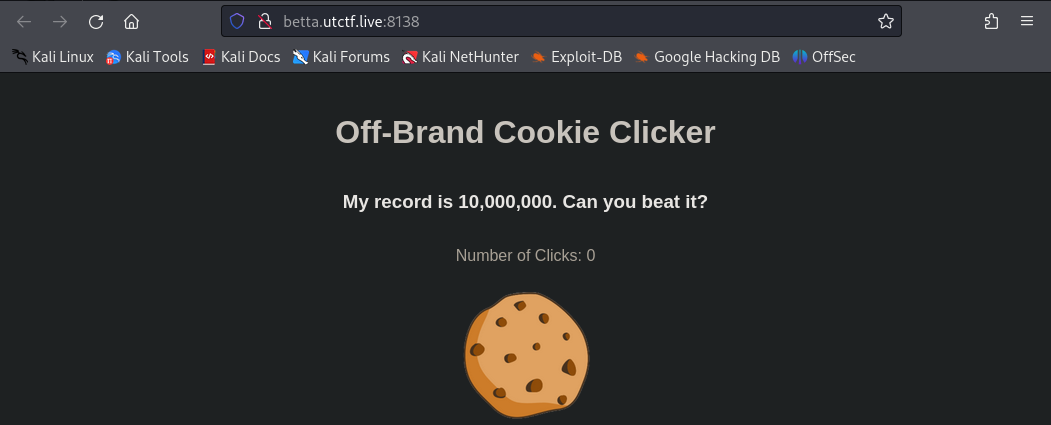 betta.utctf.live:8138
Kali Linux Kali Tools Kali Docs Kali Forums Kali NetHunter Exploit-DB Google Hacking DB OffSec
Off-Brand Cookie Clicker
My record is 10,000,000. Can you beat it?
Number of Clicks: 0